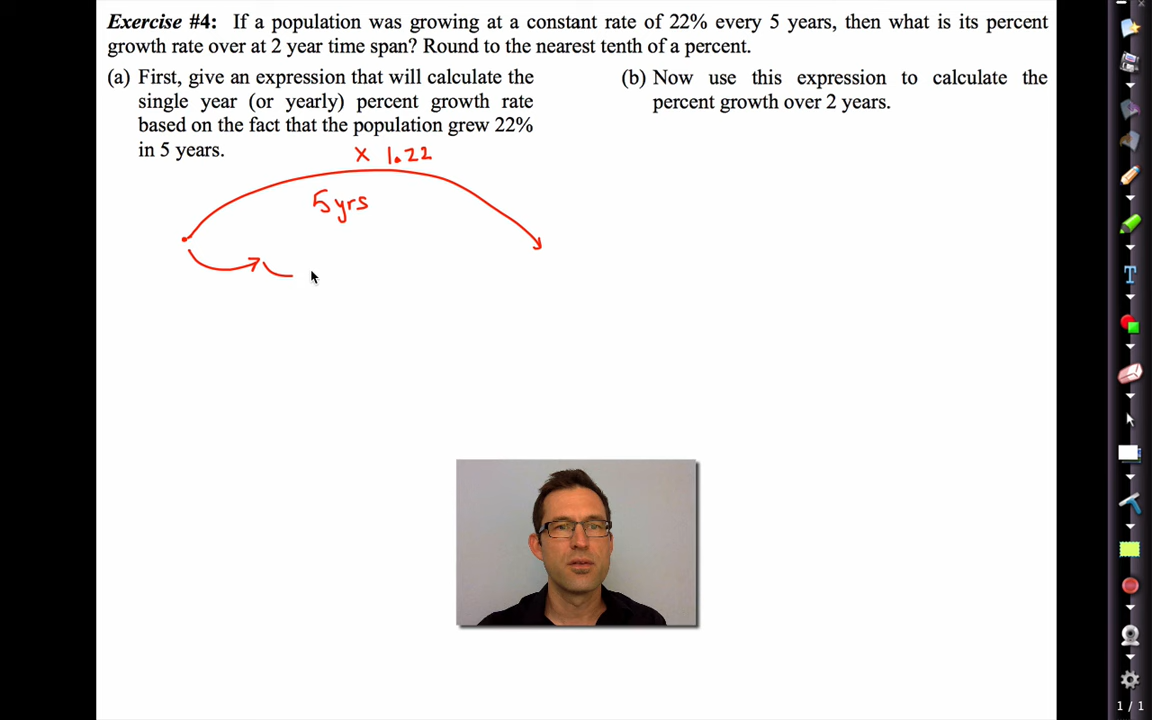 Exercise #4: If a population was growing at a constant rate of 22% every 5 years, then what is its percent
growth rate over at 2 year time span? Round to the nearest tenth of a percent.
(a) First, give an expression that will calculate the
single year (or yearly) percent growth rate
based on the fact that the population grew 22%
in 5 years.
(b) Now use this expression to calculate the
percent growth over 2 years.
x 1.22
5 yrs
T
1 / 1